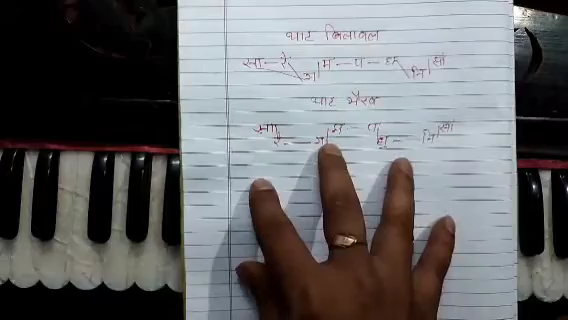 थाट बिलावल
सा - रे ग म - प - ध नि सां
थाट भैरव
सा रे - - ग म - प ध - नि सां